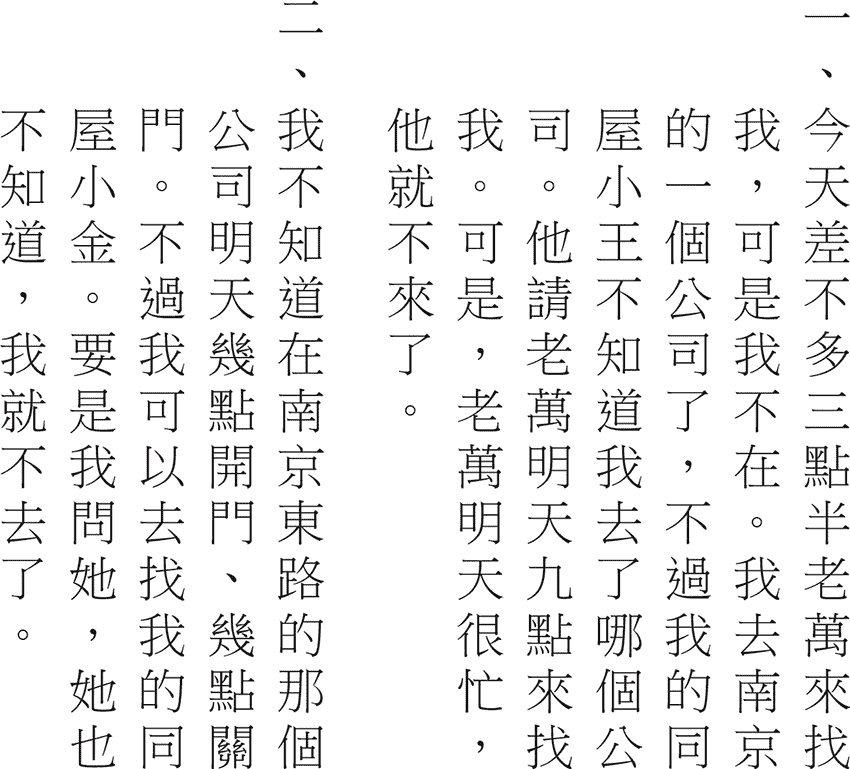 一、今天差不多三點半老萬來找
我，可是我不在。我去南京
的一個公司了，不過我的同
屋小王不知道我去了哪個公
司。他請老萬明天九點來找
我。可是，老萬明天很忙，
他就不來了。
二、我不知道在南京東路的那個
公司明天幾點開門、幾點關
門。不過我可以去找我的同
屋小金。要是我問她，她也
不知道，我就不去了。